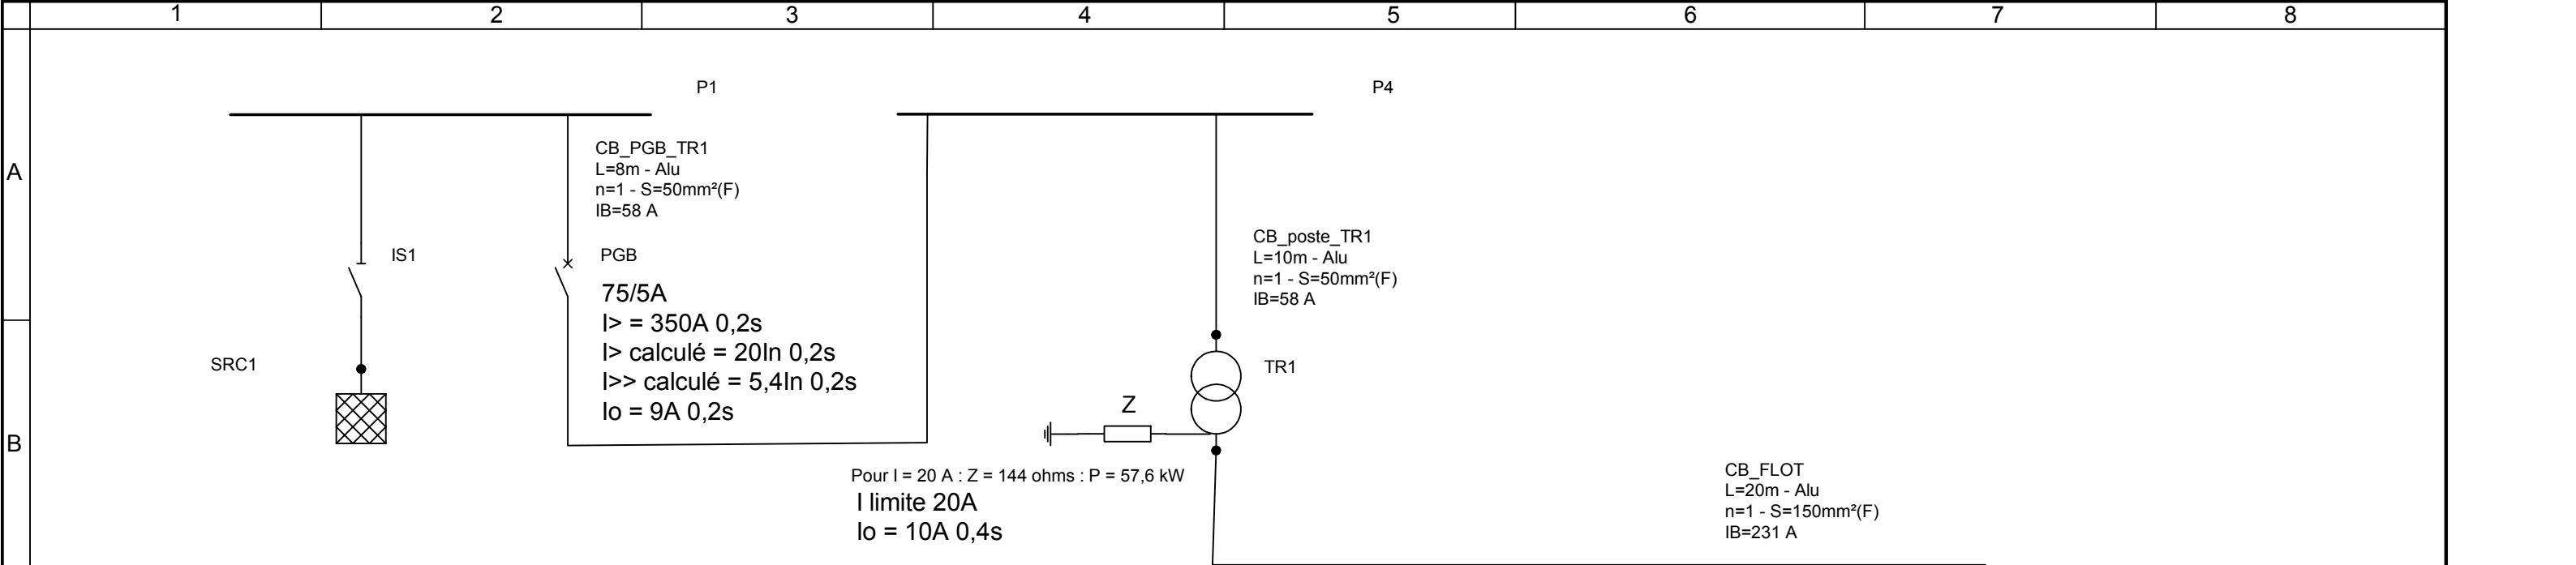 1 2 3 4 5 6 7 8
P1
P4
A
CB_PGB_TR1
L=8m - Alu
n=1 - S=50mm²(F)
IB=58 A
IS1
PGB
75/5A
I> = 350A 0,2s
I> calculé = 20In 0,2s
I>> calculé = 5,4In 0,2s
Io = 9A 0,2s
CB_poste_TR1
L=10m - Alu
n=1 - S=50mm²(F)
IB=58 A
SRC1
TR1
Z
B
Pour I = 20 A : Z = 144 ohms : P = 57,6 kW
I limite 20A
Io = 10A 0,4s
CB_FLOT
L=20m - Alu
n=1 - S=150mm²(F)
IB=231 A